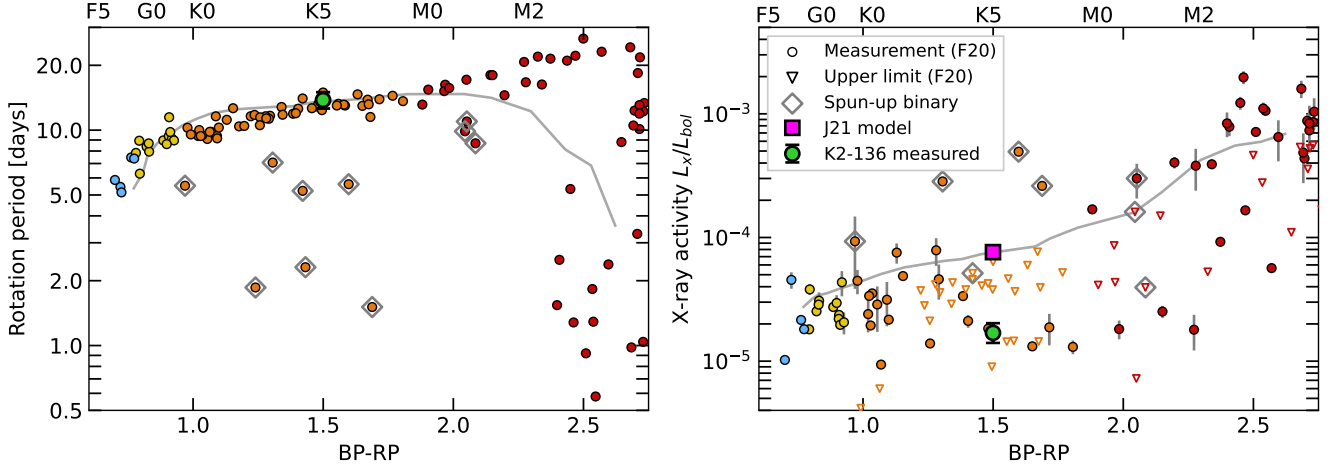 F5 G0 K0 K5 M0 M2
20.0
10.0
5.0
2.0
1.0
0.5
Rotation period [days]
1.0 1.5 2.0 2.5
BP-RP
F5 G0 K0 K5 M0 M2
Measurement (F20)
Upper limit (F20)
Spun-up binary
J21 model
K2-136 measured
10⁻³
10⁻⁴
10⁻⁵
X-ray activity Lₓ/L_bol
1.0 1.5 2.0 2.5
BP-RP